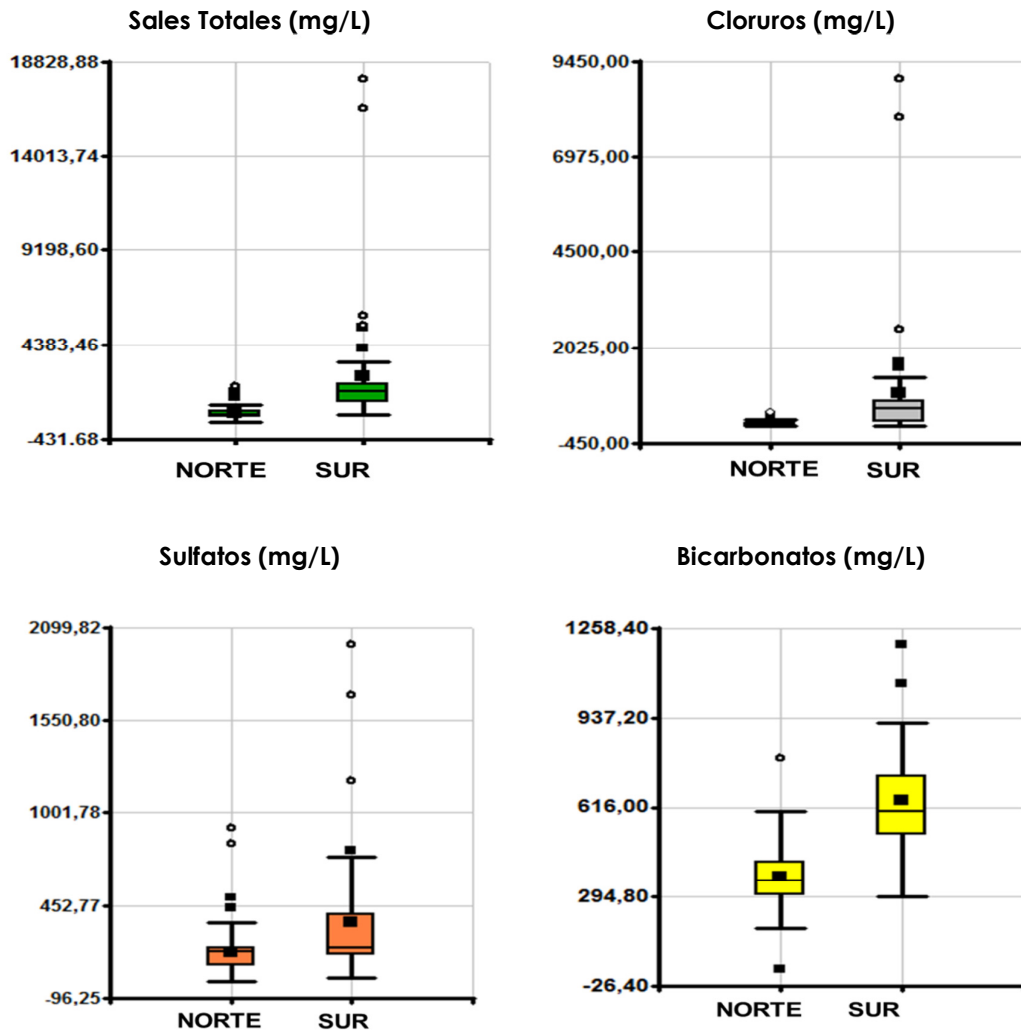 Sales Totales (mg/L)
18828,88
14013,74
9198,60
4383,46
-431.68
NORTE SUR
Cloruros (mg/L)
9450,00
6975,00
4500,00
2025,00
-450,00
NORTE SUR
Sulfatos (mg/L)
2099,82
1550,80
1001,78
452,77
-96,25
NORTE SUR
Bicarbonatos (mg/L)
1258,40
937,20
616,00
294,80
-26,40
NORTE SUR